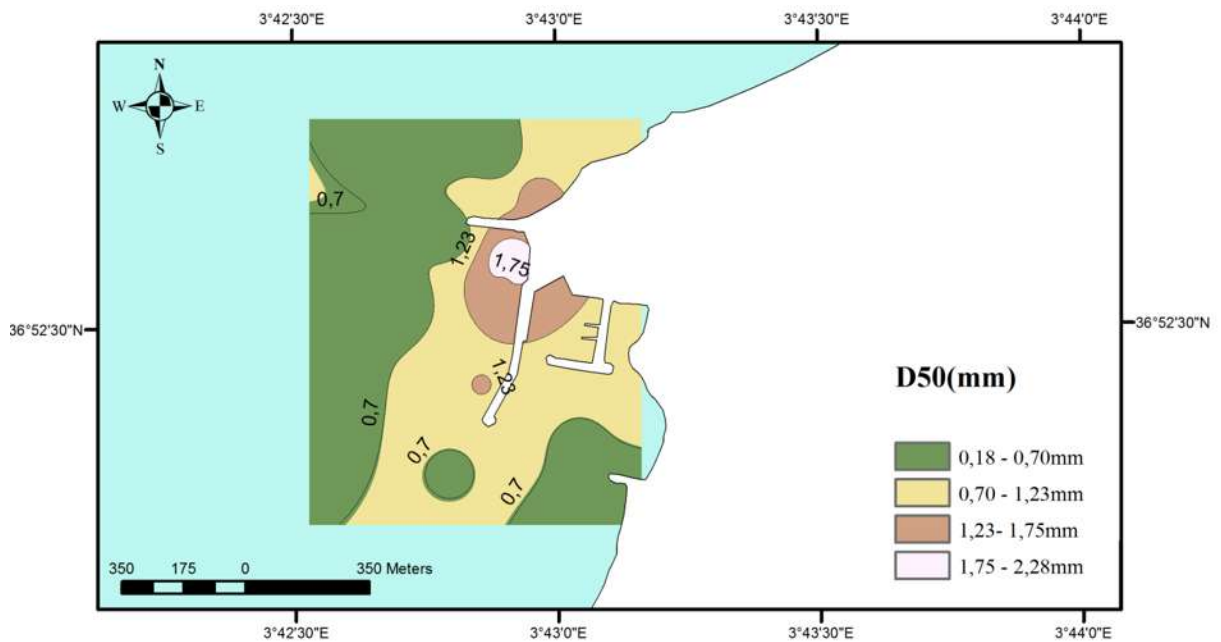 3°42'30"E 3°43'0"E 3°43'30"E 3°44'0"E
N
W E
S
0,7
1,23
1,75
36°52'30"N 36°52'30"N
1,23
D50(mm)
0,7
0,7
0,7
0,18 - 0,70mm
0,70 - 1,23mm
1,23- 1,75mm
1,75 - 2,28mm
350 175 0 350 Meters
3°42'30"E 3°43'0"E 3°43'30"E 3°44'0"E